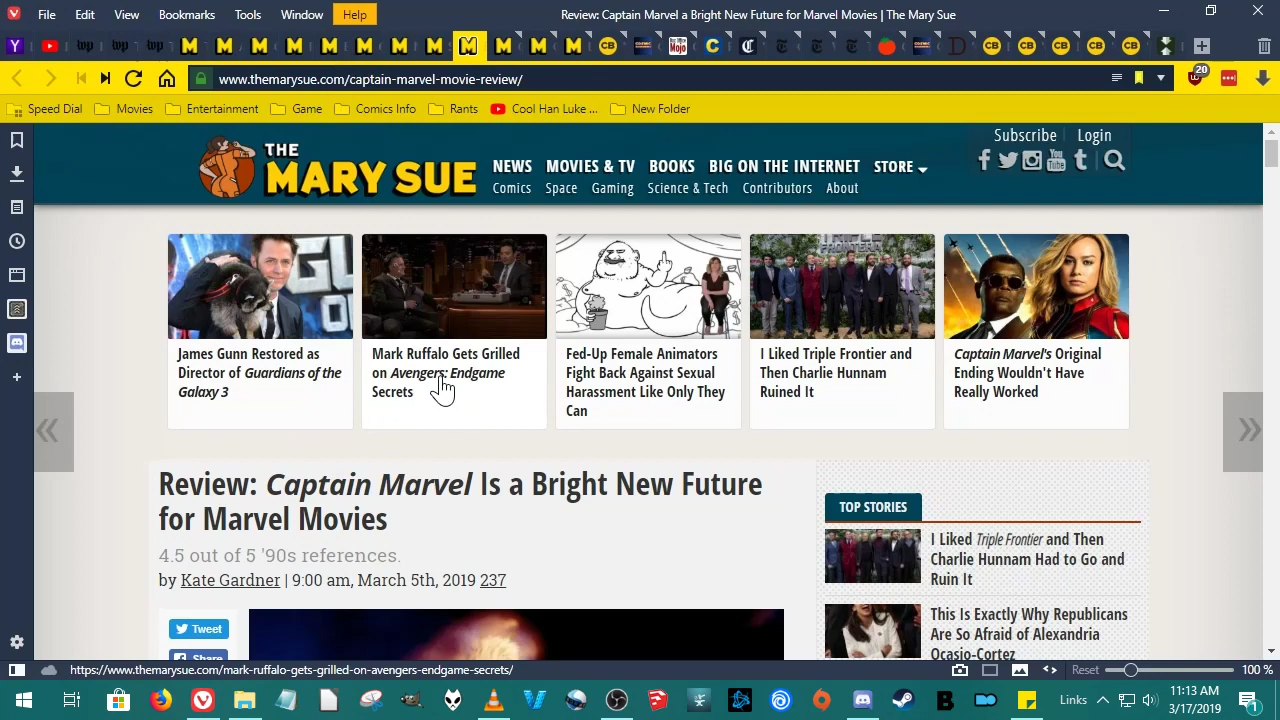 File Edit View Bookmarks Tools Window Help
Review: Captain Marvel a Bright New Future for Marvel Movies | The Mary Sue
www.themarysue.com/captain-marvel-movie-review/
20
Speed Dial Movies Entertainment Game Comics Info Rants Cool Han Luke ... New Folder
Subscribe Login
THE
MARY SUE
NEWS MOVIES & TV BOOKS BIG ON THE INTERNET STORE
Comics Space Gaming Science & Tech Contributors About
James Gunn Restored as
Director of Guardians of the
Galaxy 3
Mark Ruffalo Gets Grilled
on Avengers: Endgame
Secrets
Fed-Up Female Animators
Fight Back Against Sexual
Harassment Like Only They
Can
TRIPLE FRONTIER
I Liked Triple Frontier and
Then Charlie Hunnam
Ruined It
Captain Marvel's Original
Ending Wouldn't Have
Really Worked
Review: Captain Marvel Is a Bright New Future
for Marvel Movies
4.5 out of 5 '90s references.
by Kate Gardner | 9:00 am, March 5th, 2019 237
Tweet
Share
TOP STORIES
I Liked Triple Frontier and Then
Charlie Hunnam Had to Go and
Ruin It
This Is Exactly Why Republicans
Are So Afraid of Alexandria
Ocasio-Cortez
https://www.themarysue.com/mark-ruffalo-gets-grilled-on-avengers-endgame-secrets/
Reset 100 %
Links
11:13 AM
3/17/2019
1